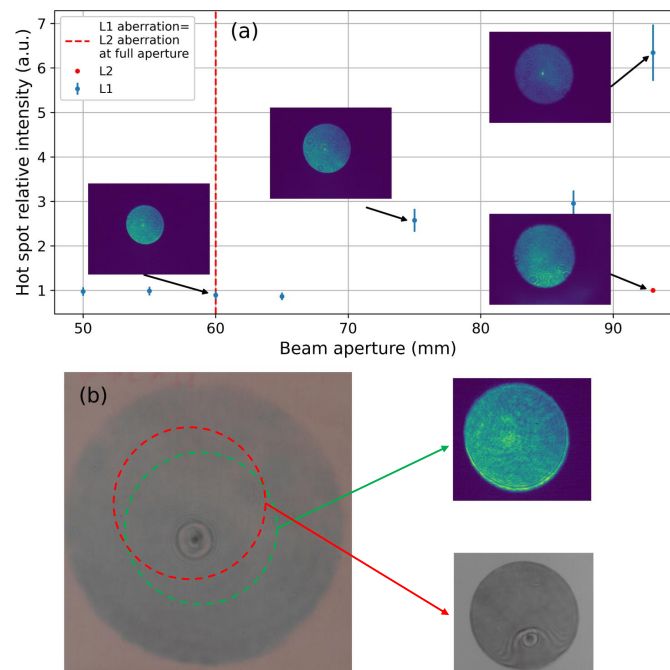 7
6
5
4
3
2
1
Hot spot relative intensity (a.u.)
L1 aberration=
L2 aberration
at full aperture
L2
L1
(a)
50
60
70
80
90
Beam aperture (mm)
(b)